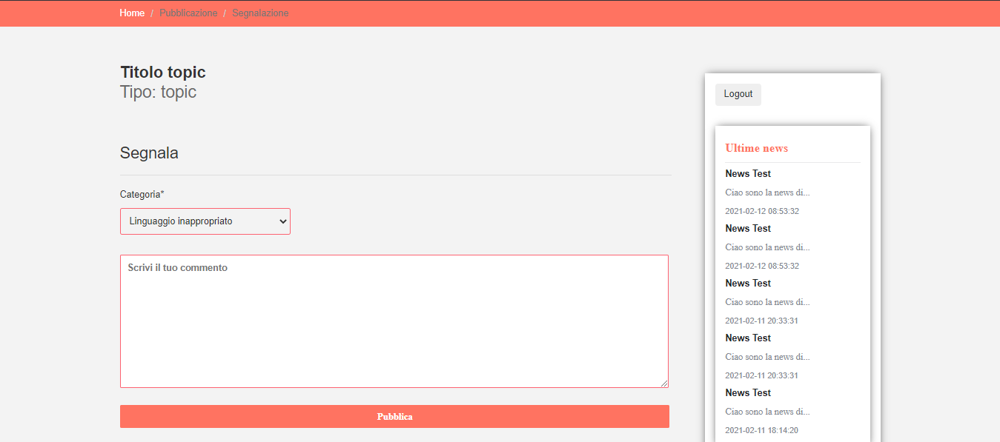 Home / Pubblicazione / Segnalazione
Titolo topic
Tipo: topic
Segnala
Categoria*
Linguaggio inappropriato
Scrivi il tuo commento
Pubblica
Logout
Ultime news
News Test
Ciao sono la news di...
2021-02-12 08:53:32
News Test
Ciao sono la news di...
2021-02-12 08:53:32
News Test
Ciao sono la news di...
2021-02-11 20:33:31
News Test
Ciao sono la news di...
2021-02-11 20:33:31
News Test
Ciao sono la news di...
2021-02-11 18:14:20